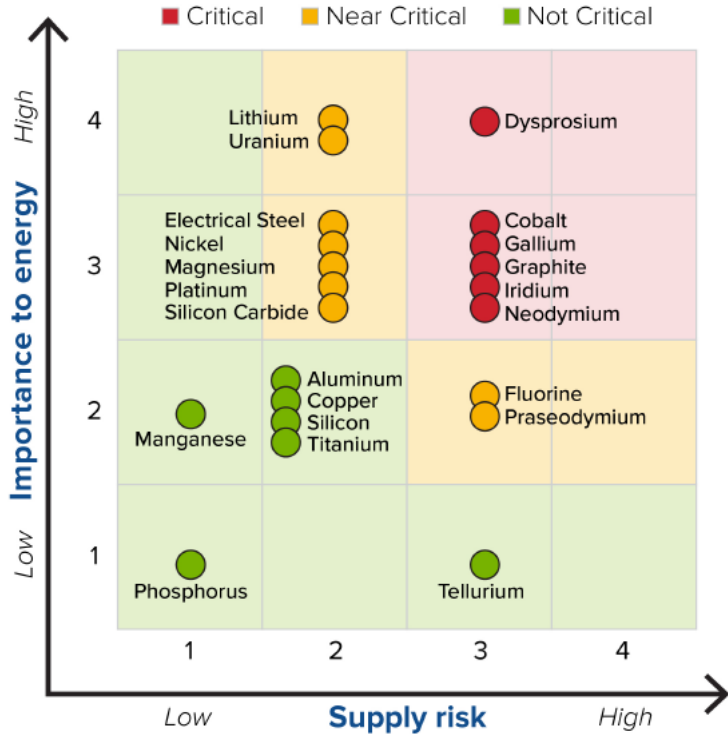 Critical Near Critical Not Critical
High
Importance to energy
Low
4
3
2
1
Lithium
Uranium
Dysprosium
Electrical Steel
Nickel
Magnesium
Platinum
Silicon Carbide
Cobalt
Gallium
Graphite
Iridium
Neodymium
Manganese
Aluminum
Copper
Silicon
Titanium
Fluorine
Praseodymium
Phosphorus
Tellurium
1 2 3 4
Low Supply risk High